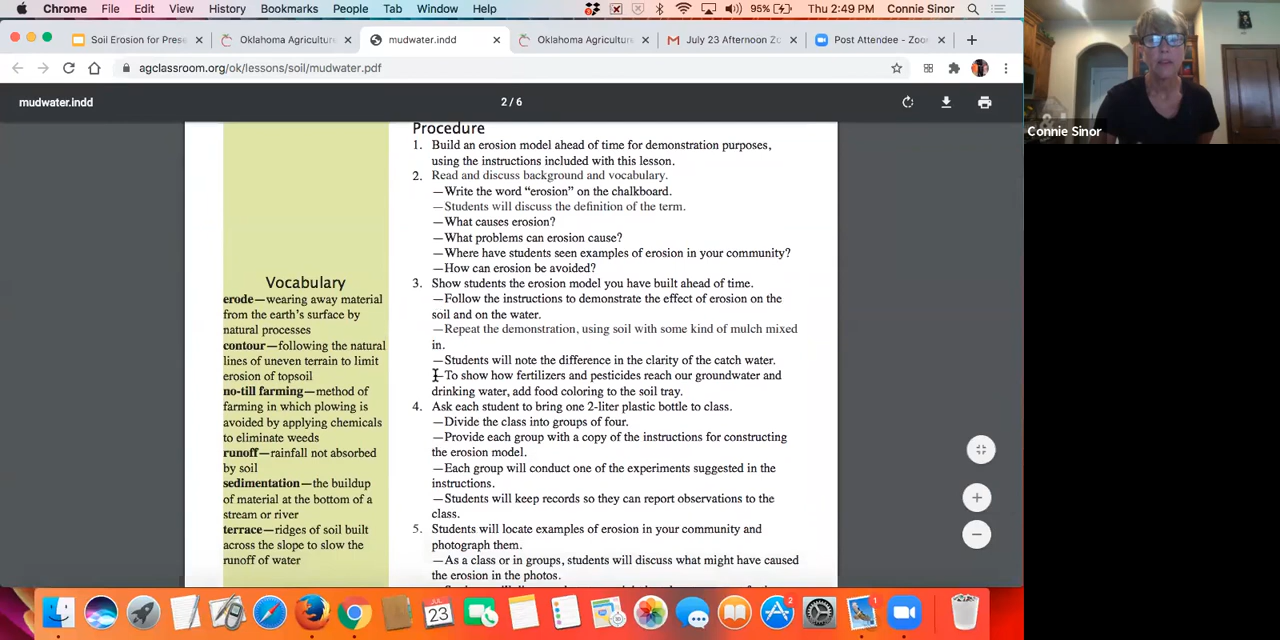 Chrome File Edit View History Bookmarks People Tab Window Help 95% Thu 2:49 PM Connie Sinor
Soil Erosion for Pres Oklahoma Agriculture mudwater.indd Oklahoma Agriculture July 23 Afternoon Zo Post Attendee - Zoo
agclassroom.org/ok/lessons/soil/mudwater.pdf
mudwater.indd 2 / 6
Connie Sinor
Procedure
1. Build an erosion model ahead of time for demonstration purposes,
using the instructions included with this lesson.
2. Read and discuss background and vocabulary.
—Write the word “erosion” on the chalkboard.
—Students will discuss the definition of the term.
—What causes erosion?
—What problems can erosion cause?
—Where have students seen examples of erosion in your community?
—How can erosion be avoided?
3. Show students the erosion model you have built ahead of time.
—Follow the instructions to demonstrate the effect of erosion on the
soil and on the water.
—Repeat the demonstration, using soil with some kind of mulch mixed
in.
—Students will note the difference in the clarity of the catch water.
—To show how fertilizers and pesticides reach our groundwater and
drinking water, add food coloring to the soil tray.
4. Ask each student to bring one 2-liter plastic bottle to class.
—Divide the class into groups of four.
—Provide each group with a copy of the instructions for constructing
the erosion model.
—Each group will conduct one of the experiments suggested in the
instructions.
—Students will keep records so they can report observations to the
class.
5. Students will locate examples of erosion in your community and
photograph them.
—As a class or in groups, students will discuss what might have caused
the erosion in the photos.
Vocabulary
erode—wearing away material
from the earth's surface by
natural processes
contour—following the natural
lines of uneven terrain to limit
erosion of topsoil
no-till farming—method of
farming in which plowing is
avoided by applying chemicals
to eliminate weeds
runoff—rainfall not absorbed
by soil
sedimentation—the buildup
of material at the bottom of a
stream or river
terrace—ridges of soil built
across the slope to slow the
runoff of water
23